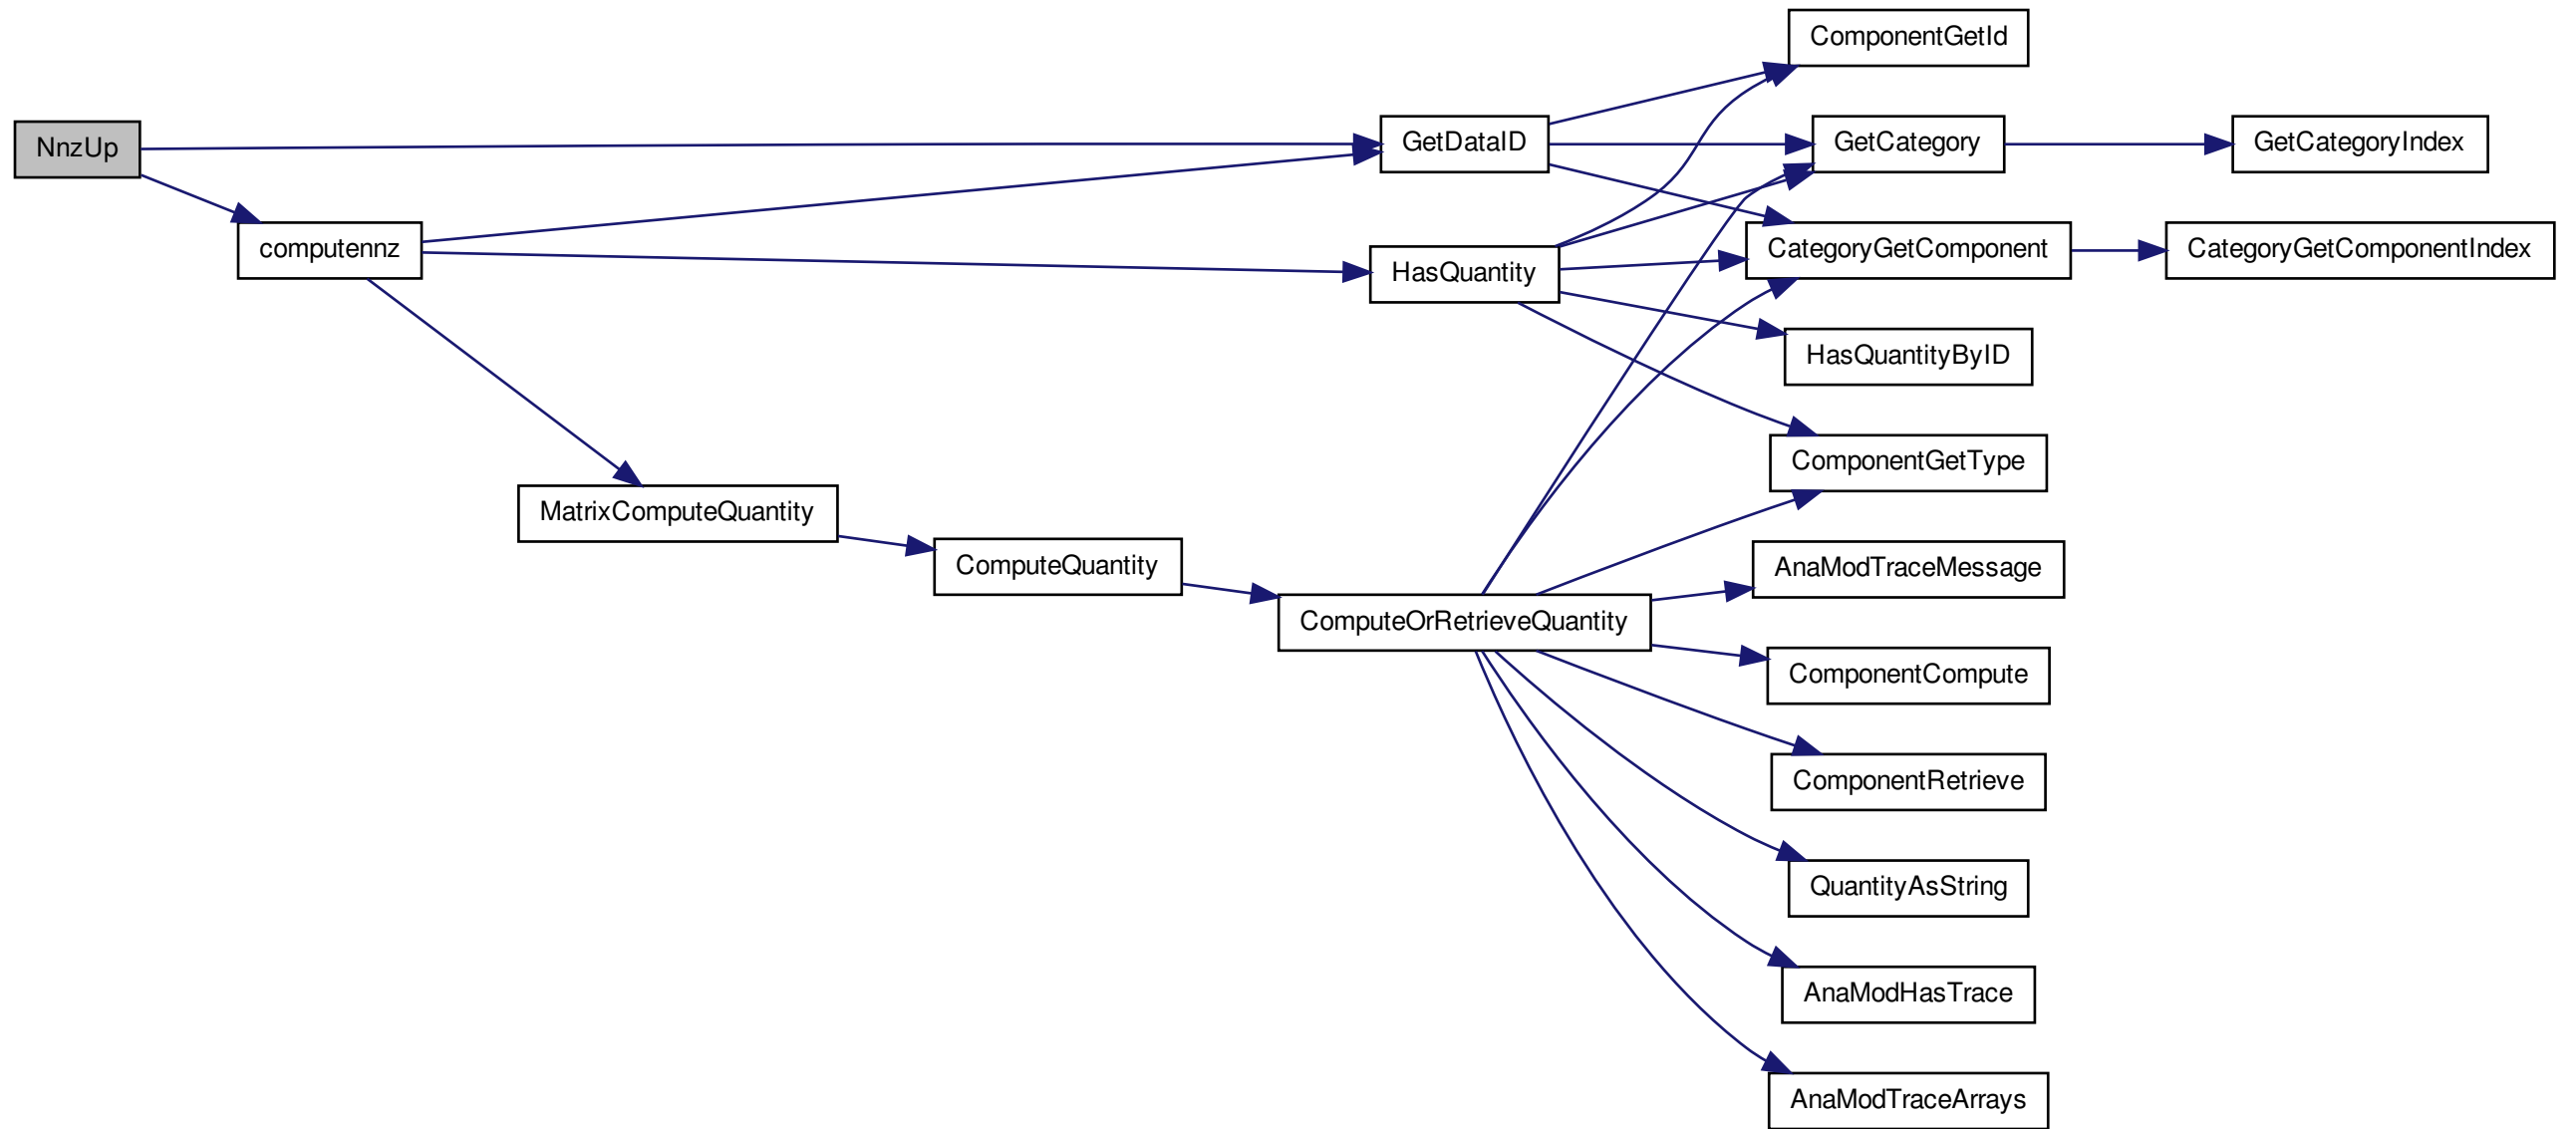 ComponentGetId
NnzUp
GetDataID
GetCategory
GetCategoryIndex
computennz
HasQuantity
CategoryGetComponent
CategoryGetComponentIndex
HasQuantityByID
ComponentGetType
MatrixComputeQuantity
ComputeQuantity
AnaModTraceMessage
ComputeOrRetrieveQuantity
ComponentCompute
ComponentRetrieve
QuantityAsString
AnaModHasTrace
AnaModTraceArrays